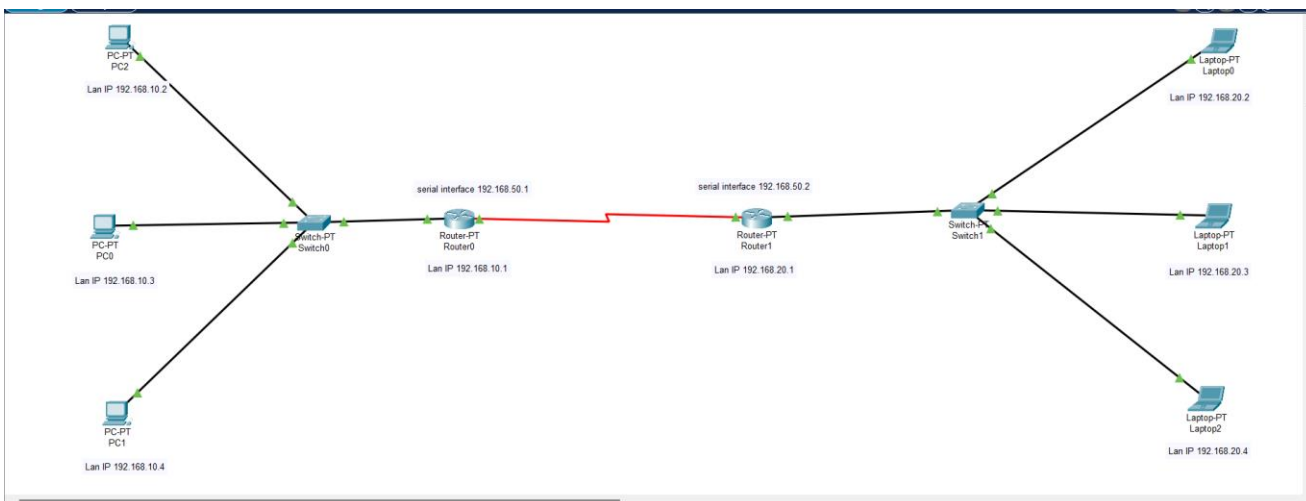 PC-PT
PC2
Lan IP 192.168.10.2
Laptop-PT
Laptop0
Lan IP 192.168.20.2
serial interface 192.168.50.1
serial interface 192.168.50.2
PC-PT
PC0
Lan IP 192.168.10.3
Switch-PT
Switch0
Router-PT
Router0
Lan IP 192.168.10.1
Router-PT
Router1
Lan IP 192.168.20.1
Switch-PT
Switch1
Laptop-PT
Laptop1
Lan IP 192.168.20.3
PC-PT
PC1
Lan IP 192.168.10.4
Laptop-PT
Laptop2
Lan IP 192.168.20.4